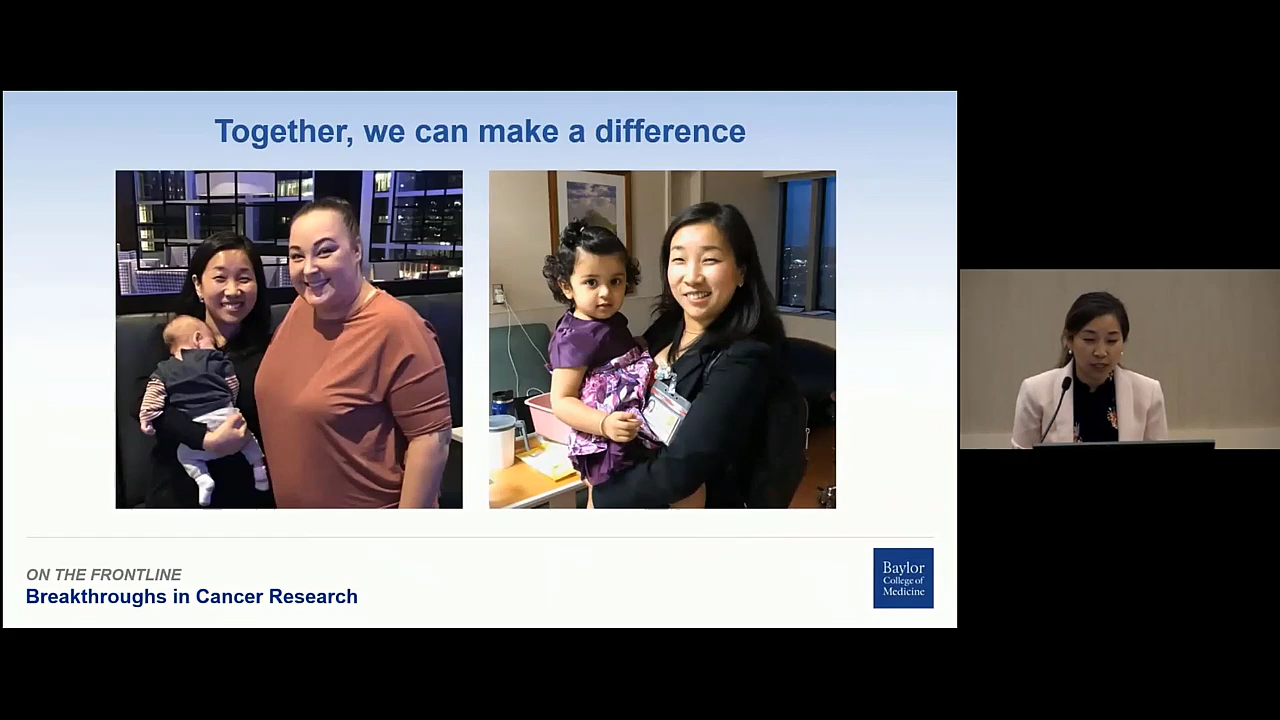 Together, we can make a difference
ON THE FRONTLINE
Breakthroughs in Cancer Research
Baylor
College of
Medicine